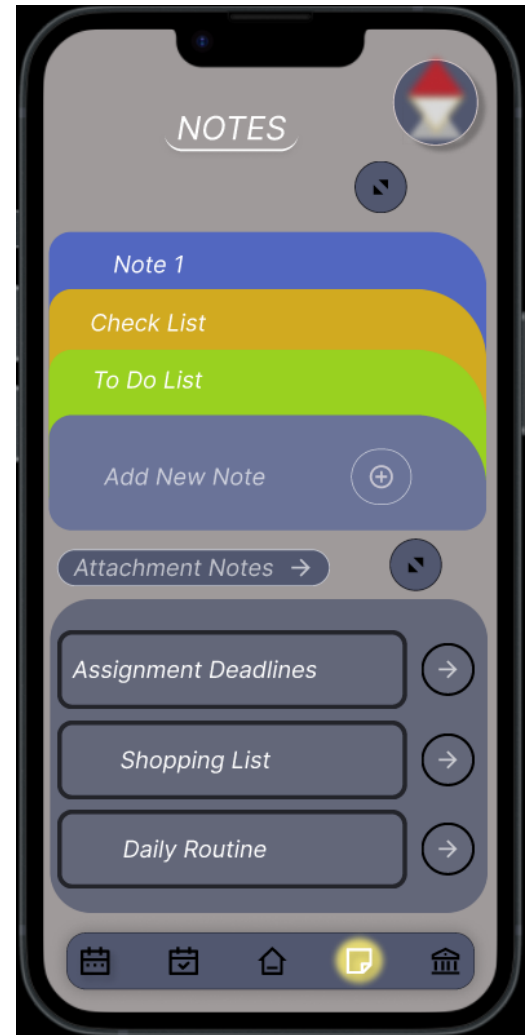 NOTES
Note 1
Check List
To Do List
Add New Note
Attachment Notes →
Assignment Deadlines
Shopping List
Daily Routine